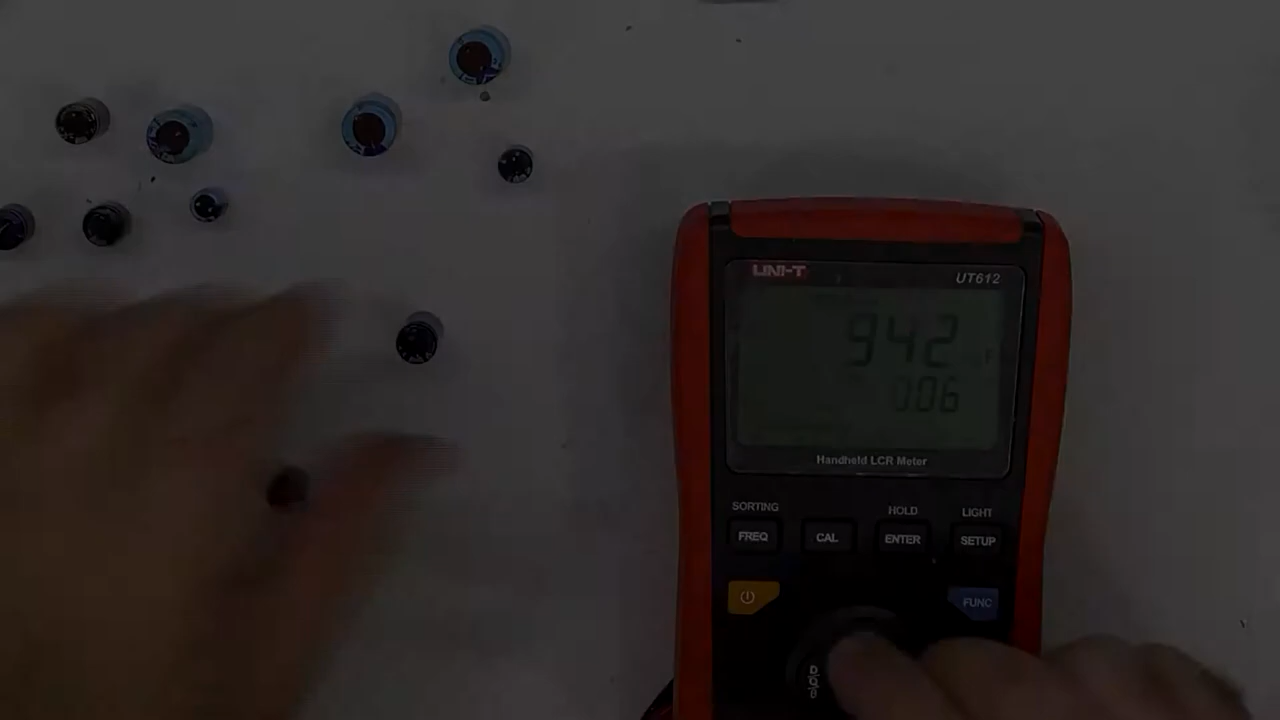 UNI-T
UT612
942
006
Handheld LCR Meter
SORTING
HOLD
LIGHT
FREQ
CAL
ENTER
SETUP
FUNC